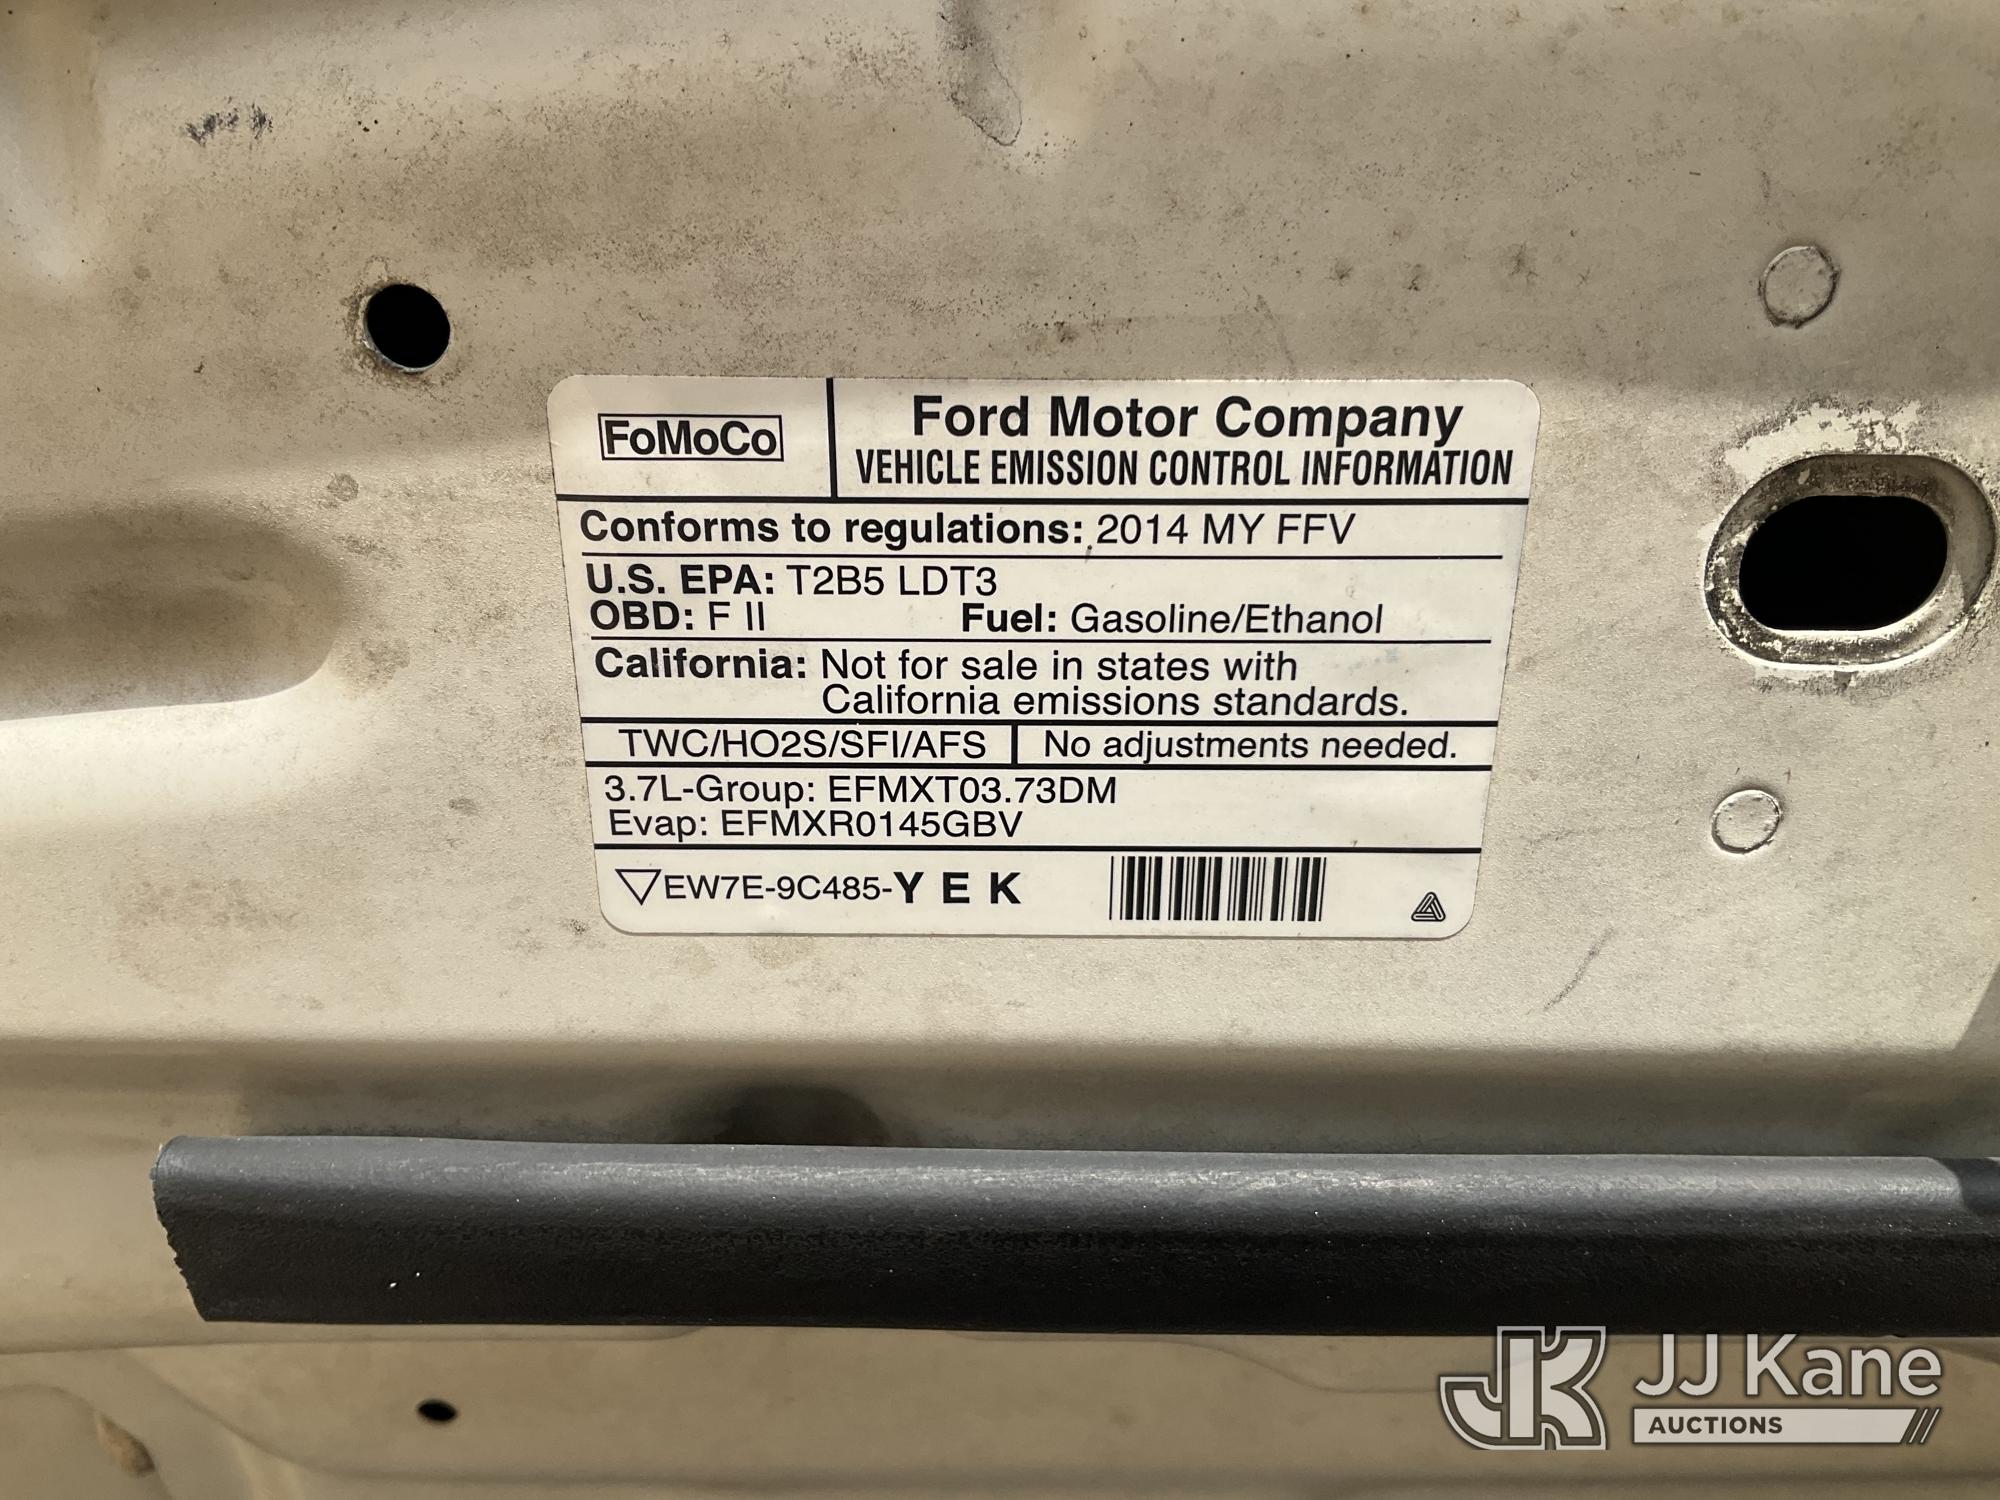 FoMoCo
Ford Motor Company
VEHICLE EMISSION CONTROL INFORMATION
Conforms to regulations: 2014 MY FFV
U.S. EPA: T2B5 LDT3
OBD: F II Fuel: Gasoline/Ethanol
California: Not for sale in states with
California emissions standards.
TWC/HO2S/SFI/AFS No adjustments needed.
3.7L-Group: EFMXT03.73DM
Evap: EFMXR0145GBV
EW7E-9C485-Y E K
JK JJ Kane
AUCTIONS